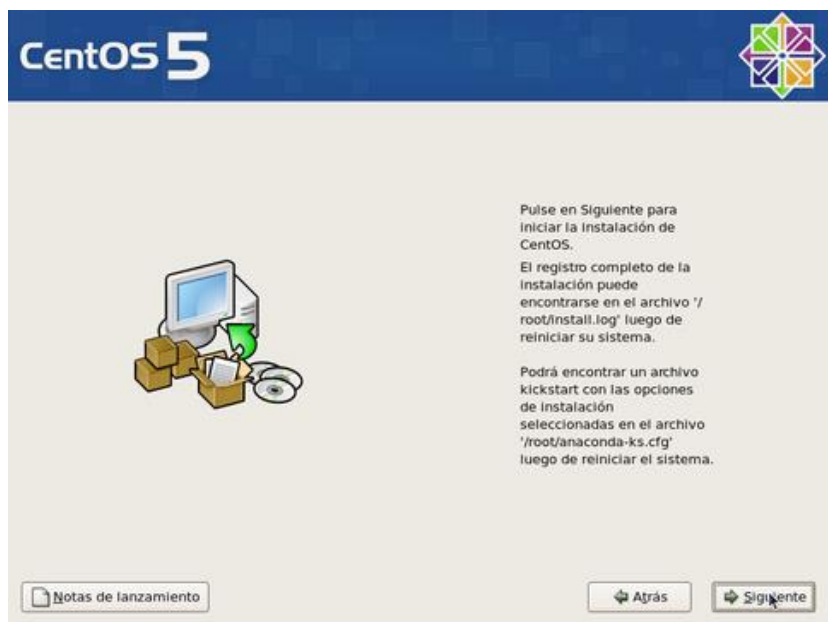 CentOS 5
Pulse en Siguiente para
iniciar la instalación de
CentOS.
El registro completo de la
instalación puede
encontrarse en el archivo '/
root/install.log' luego de
reiniciar su sistema.
Podrá encontrar un archivo
kickstart con las opciones
de instalación
seleccionadas en el archivo
'/root/anaconda-ks.cfg'
luego de reiniciar el sistema.
Notas de lanzamiento
Atrás
Siguiente